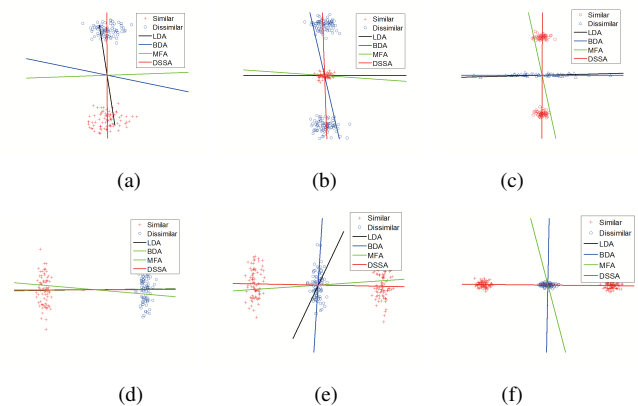 Similar
Dissimilar
LDA
BDA
MFA
DSSA
(a)
Similar
Dissimilar
LDA
BDA
MFA
DSSA
(b)
Similar
Dissimilar
LDA
BDA
MFA
DSSA
(c)
Similar
Dissimilar
LDA
BDA
MFA
DSSA
(d)
Similar
Dissimilar
LDA
BDA
MFA
DSSA
(e)
Similar
Dissimilar
LDA
BDA
MFA
DSSA
(f)